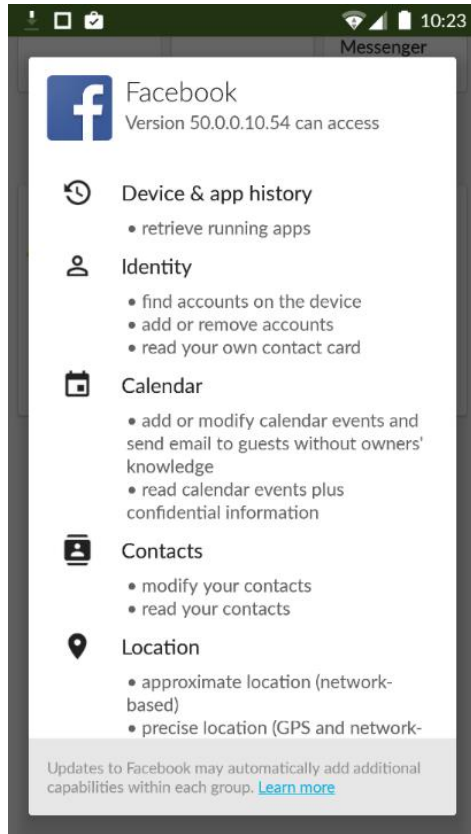 10:23
Messenger
Facebook
Version 50.0.0.10.54 can access
Device & app history
• retrieve running apps
Identity
• find accounts on the device
• add or remove accounts
• read your own contact card
Calendar
• add or modify calendar events and
send email to guests without owners'
knowledge
• read calendar events plus
confidential information
Contacts
• modify your contacts
• read your contacts
Location
• approximate location (network-
based)
• precise location (GPS and network-
Updates to Facebook may automatically add additional
capabilities within each group. Learn more